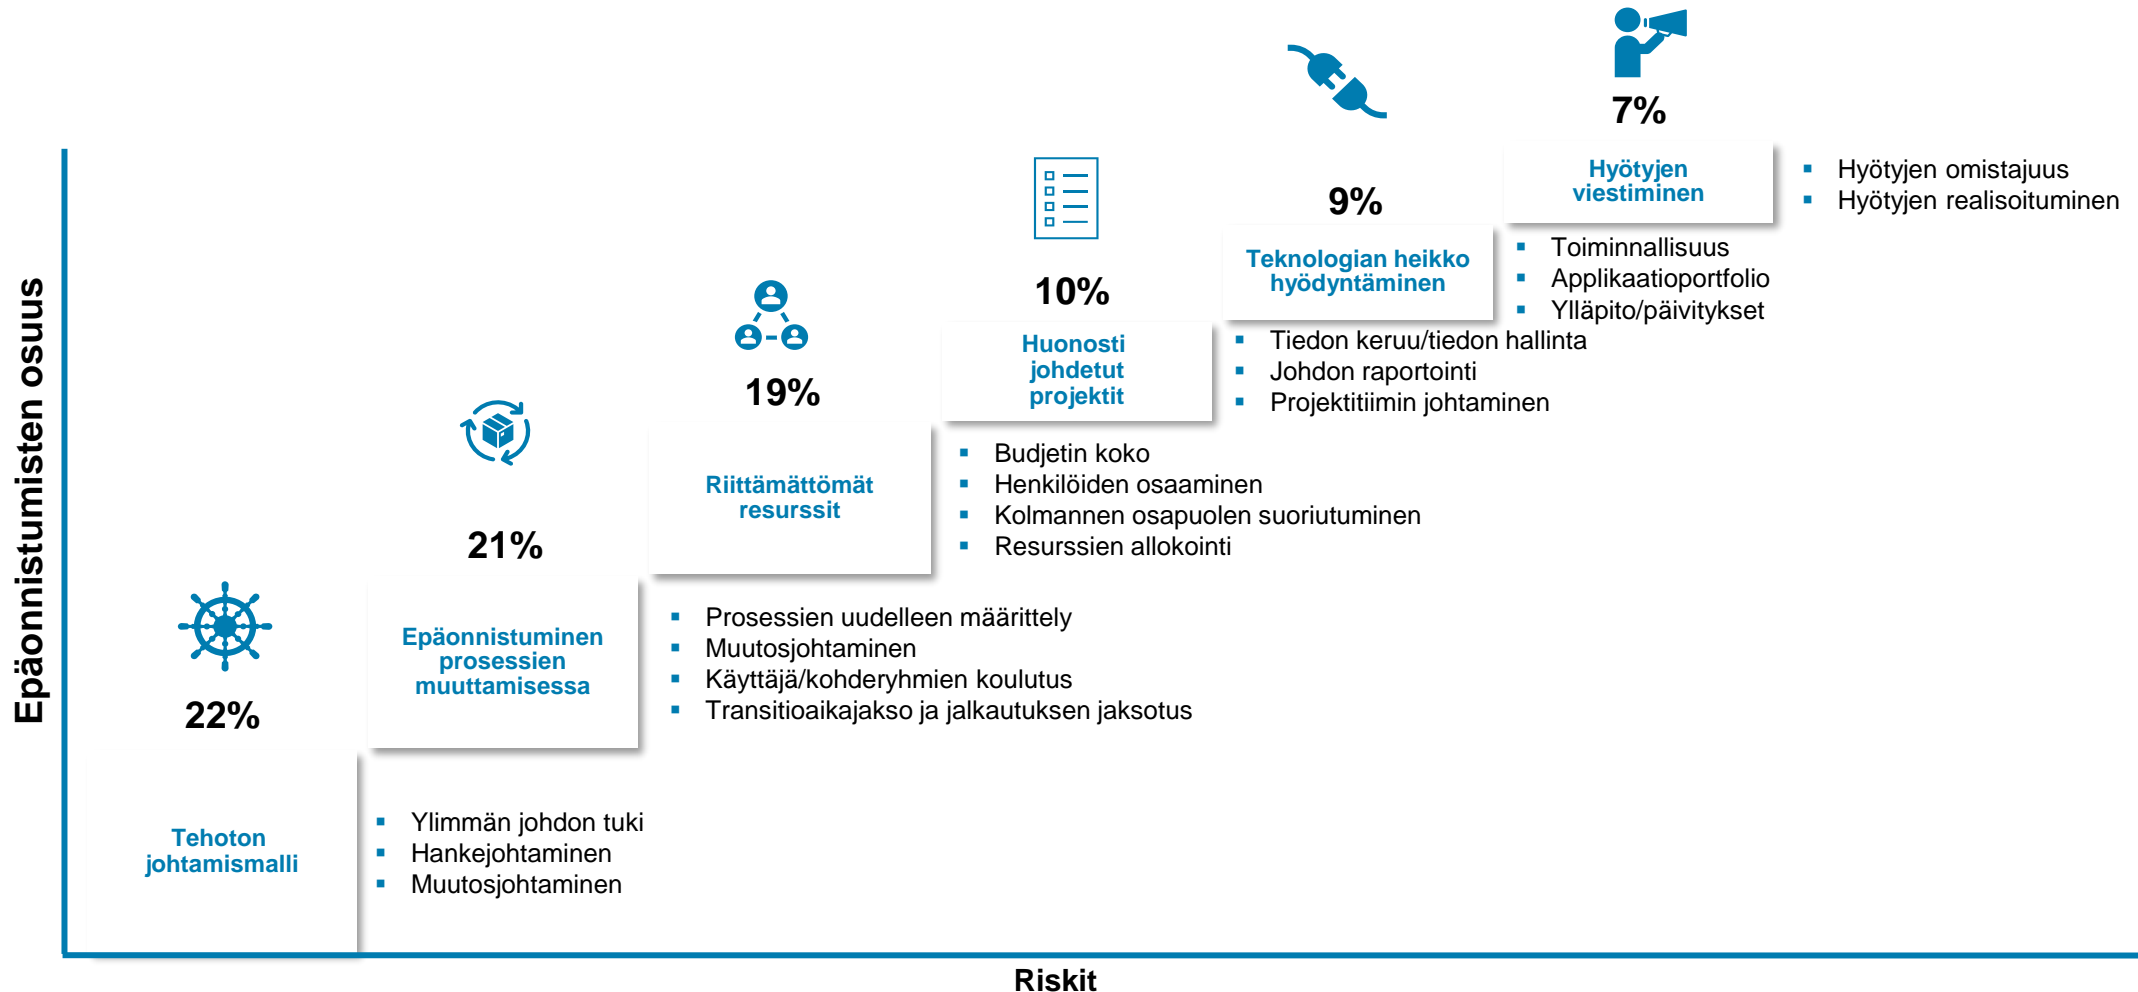 Epäonnistumisten osuus
22%
Tehoton
johtamismalli
Ylimmän johdon tuki
Hankejohtaminen
Muutosjohtaminen
21%
Epäonnistuminen
prosessien
muuttamisessa
Prosessien uudelleen määrittely
Muutosjohtaminen
Käyttäjä/kohderyhmien koulutus
Transitioaikajakso ja jalkautuksen jaksotus
19%
Riittämättömät
resurssit
Budjetin koko
Henkilöiden osaaminen
Kolmannen osapuolen suoriutuminen
Resurssien allokointi
10%
Huonosti
johdetut
projektit
Tiedon keruu/tiedon hallinta
Johdon raportointi
Projektitiimin johtaminen
9%
Teknologian heikko
hyödyntäminen
Toiminnallisuus
Applikaatioportfolio
Ylläpito/päivitykset
7%
Hyötyjen
viestiminen
Hyötyjen omistajuus
Hyötyjen realisoituminen
Riskit